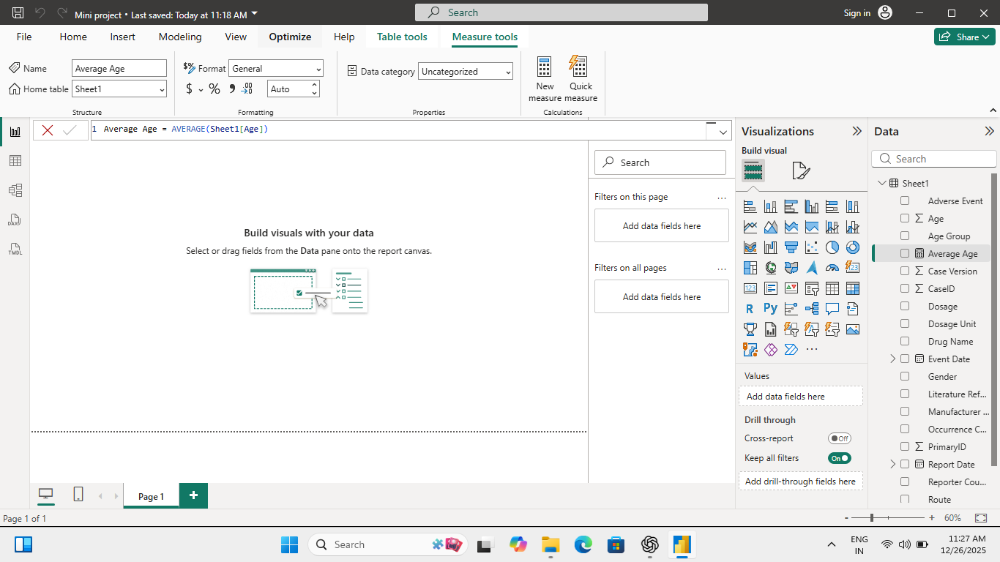 Mini project • Last saved: Today at 11:18 AM
Search
Sign in
File
Home
Insert
Modeling
View
Optimize
Help
Table tools
Measure tools
Share
Name
Average Age
Home table
Sheet1
Structure
$% Format
General
$
%
Auto
Formatting
Data category
Uncategorized
Properties
New measure
Quick measure
Calculations
1 Average Age = AVERAGE(Sheet1[Age])
Build visuals with your data
Select or drag fields from the Data pane onto the report canvas.
Search
Filters on this page
...
Add data fields here
Filters on all pages
...
Add data fields here
Visualizations
Build visual
123
123
R
Py
...
Values
Add data fields here
Drill through
Cross-report
Off
Keep all filters
On
Add drill-through fields here
Data
Search
Sheet1
Adverse Event
Age
Age Group
Average Age
Case Version
CaseID
Dosage
Dosage Unit
Drug Name
Event Date
Gender
Literature Ref...
Manufacturer ...
Occurrence C...
PrimaryID
Report Date
Reporter Cou...
Route
DAX
TMDL
Page 1
+
Page 1 of 1
- + 60%
Search
ENG
IN
11:27 AM
12/26/2025